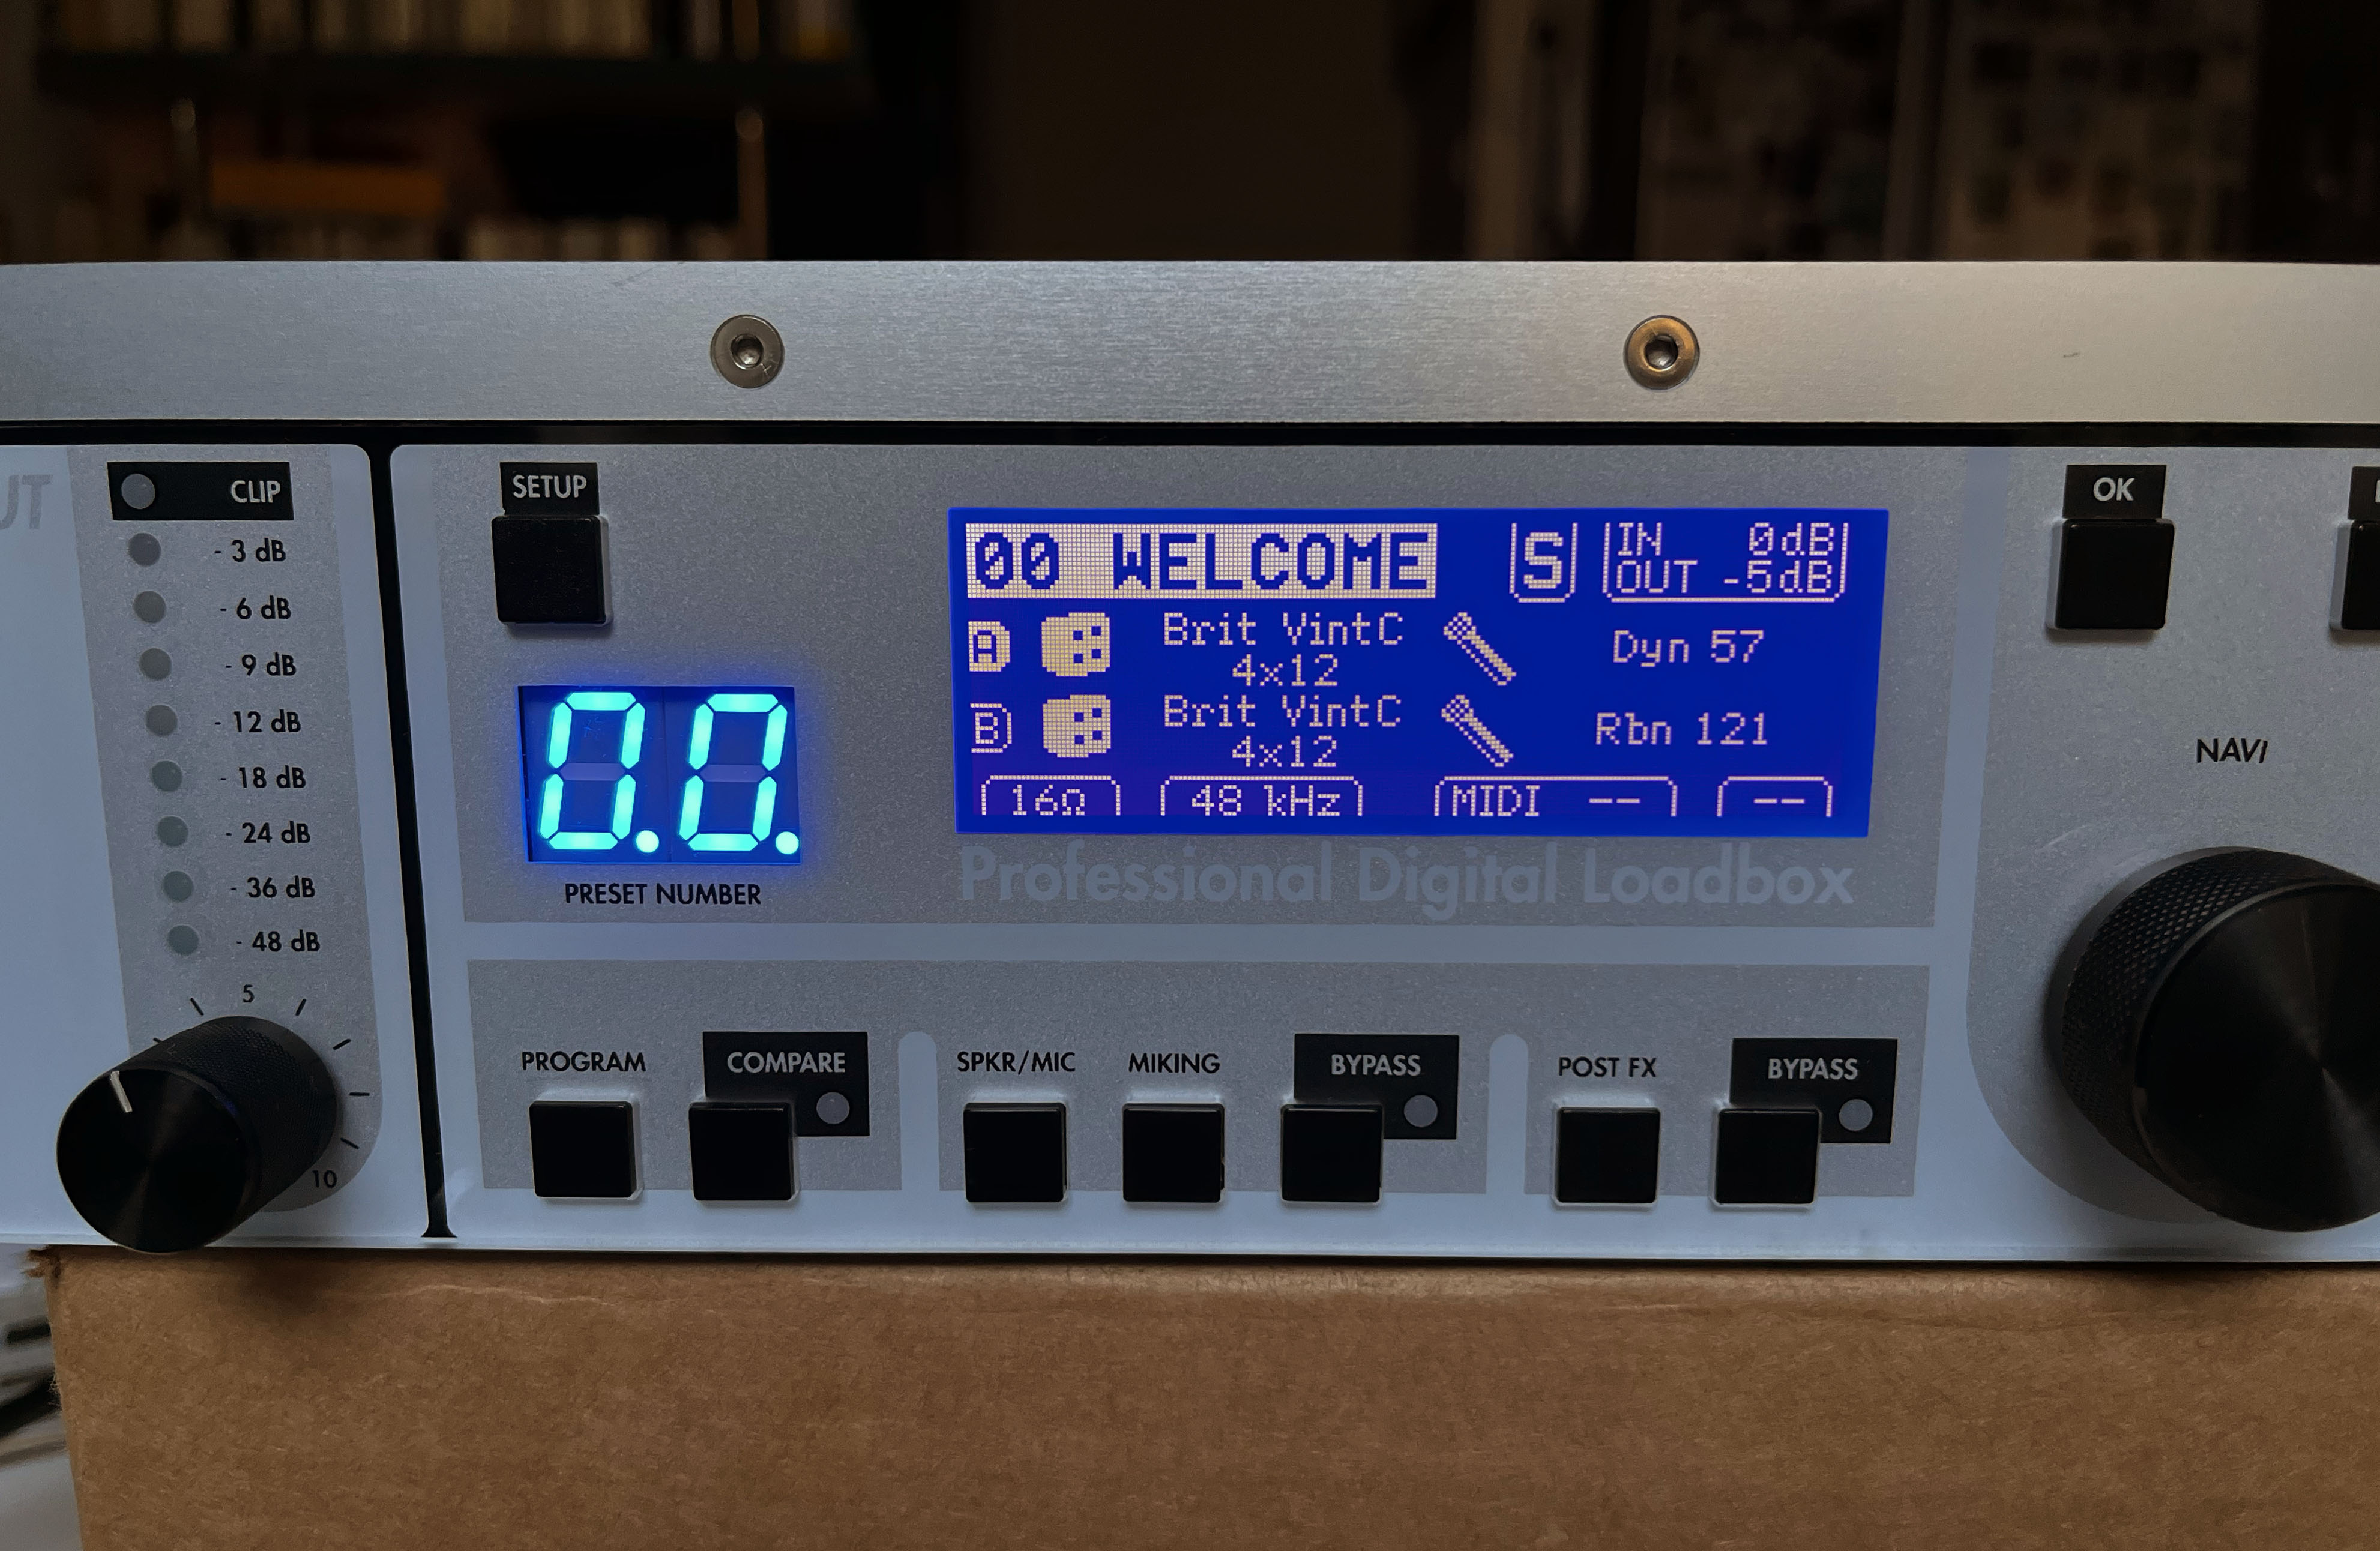 UT
CLIP
- 3 dB
- 6 dB
- 9 dB
- 12 dB
- 18 dB
- 24 dB
- 36 dB
- 48 dB
5
10
SETUP
0.0.
PRESET NUMBER
00 WELCOME S IN 0dB
OUT -5dB
A Brit VintC
4x12 Dyn 57
B Brit VintC
4x12 Rbn 121
16Ω 48 kHz MIDI -- --
Professional Digital Loadbox
PROGRAM COMPARE SPKR/MIC MIKING BYPASS POST FX BYPASS
OK
NAVI